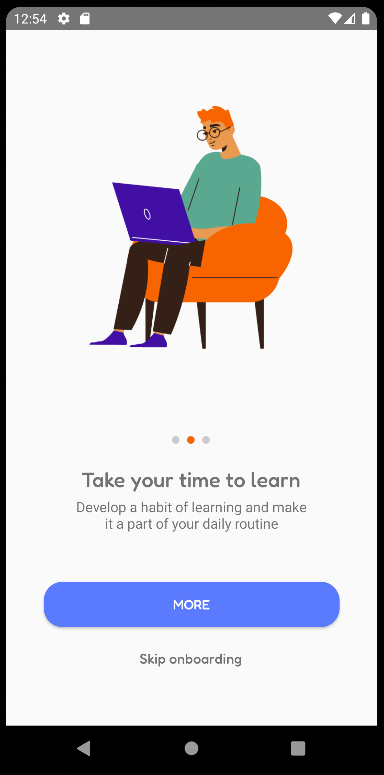 12:54
Take your time to learn
Develop a habit of learning and make
it a part of your daily routine
MORE
Skip onboarding